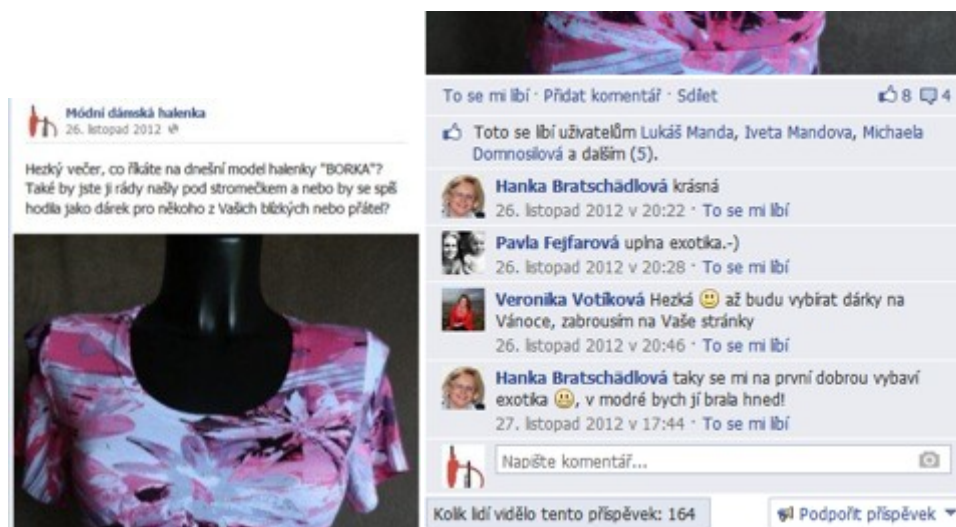 Módní dámská halenka
26. listopad 2012
Hezký večer, co říkáte na dnešní model halenky "BORKA"?
Také by jste ji rády našly pod stromečkem a nebo by se spíš
hodila jako dárek pro někoho z Vašich blízkých nebo přátel?
To se mi líbí · Přidat komentář · Sdílet 8 4
Toto se líbí uživatelům Lukáš Manda, Iveta Mandova, Michaela
Domnosilová a dalším (5).
Hanka Bratschädlová krásná
26. listopad 2012 v 20:22 · To se mi líbí
Pavla Fejfarová uplna exotika.-)
26. listopad 2012 v 20:28 · To se mi líbí
Veronika Votíková Hezká 🙂 až budu vybírat dárky na
Vánoce, zabrousím na Vaše stránky
26. listopad 2012 v 20:46 · To se mi líbí
Hanka Bratschädlová taky se mi na první dobrou vybaví
exotika 🙂, v modré bych jí brala hned!
27. listopad 2012 v 17:44 · To se mi líbí
Napište komentář...
Kolik lidí vidělo tento příspěvek: 164 Podpořit příspěvek